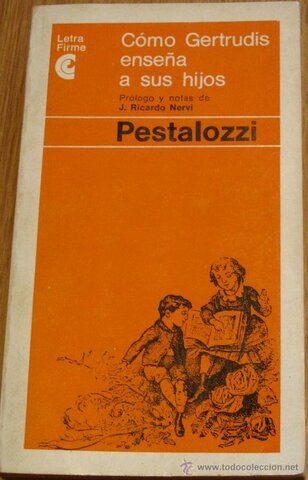 Letra
Firme
Cómo Gertrudis
enseña
a sus hijos
Prólogo y notas de
J. Ricardo Nervi
Pestalozzi
© www.todocoleccion.net